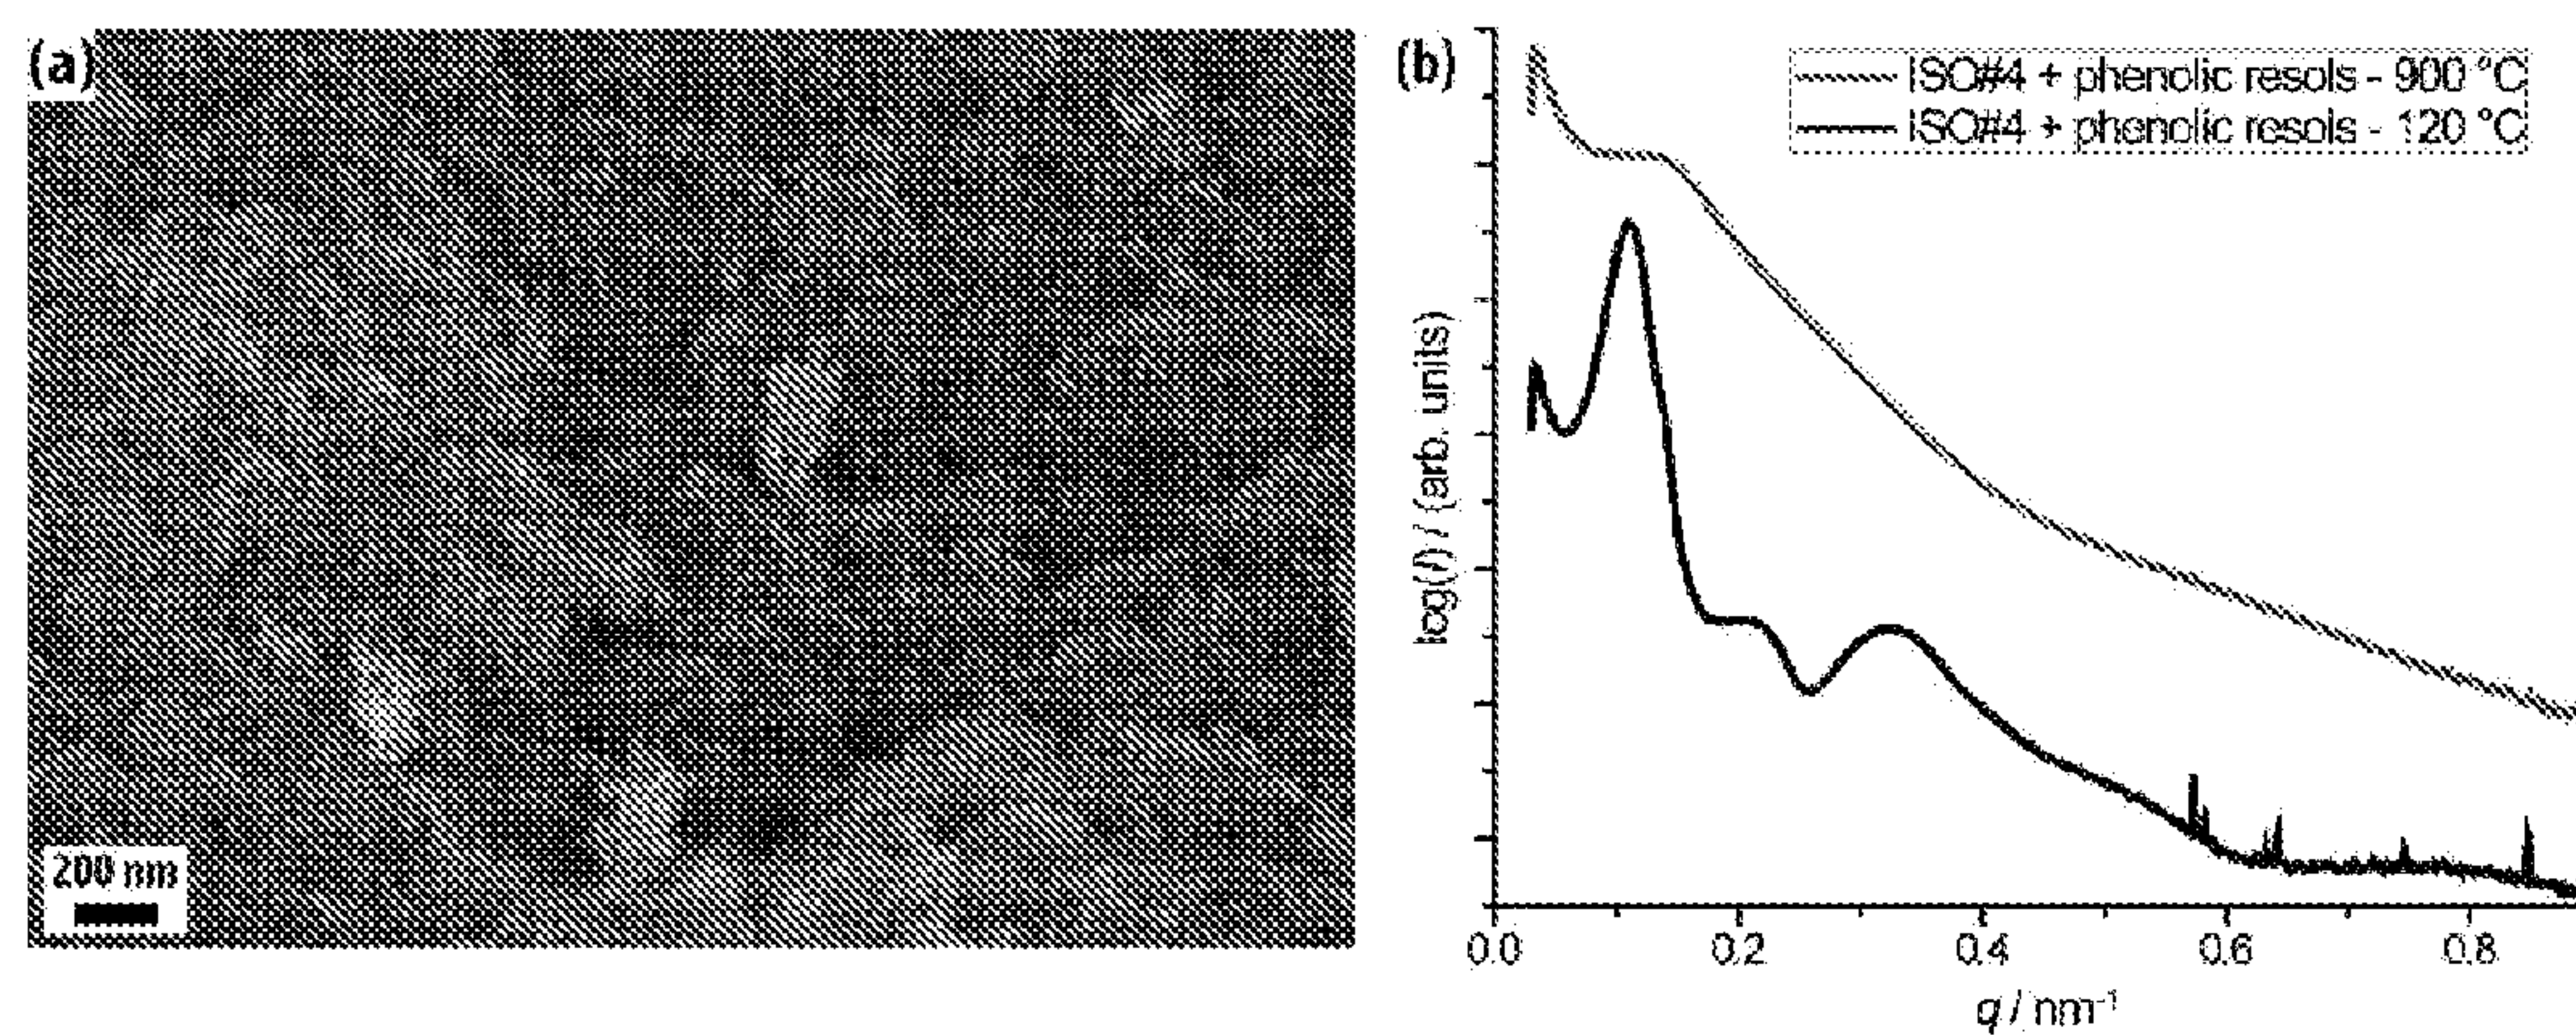 (a)
200 nm
(b)
ISO#4 + phenolic resols - 900 °C
ISO#4 + phenolic resols - 120 °C
log(I) / (arb. units)
0.0 0.2 0.4 0.6 0.8
q / nm⁻¹